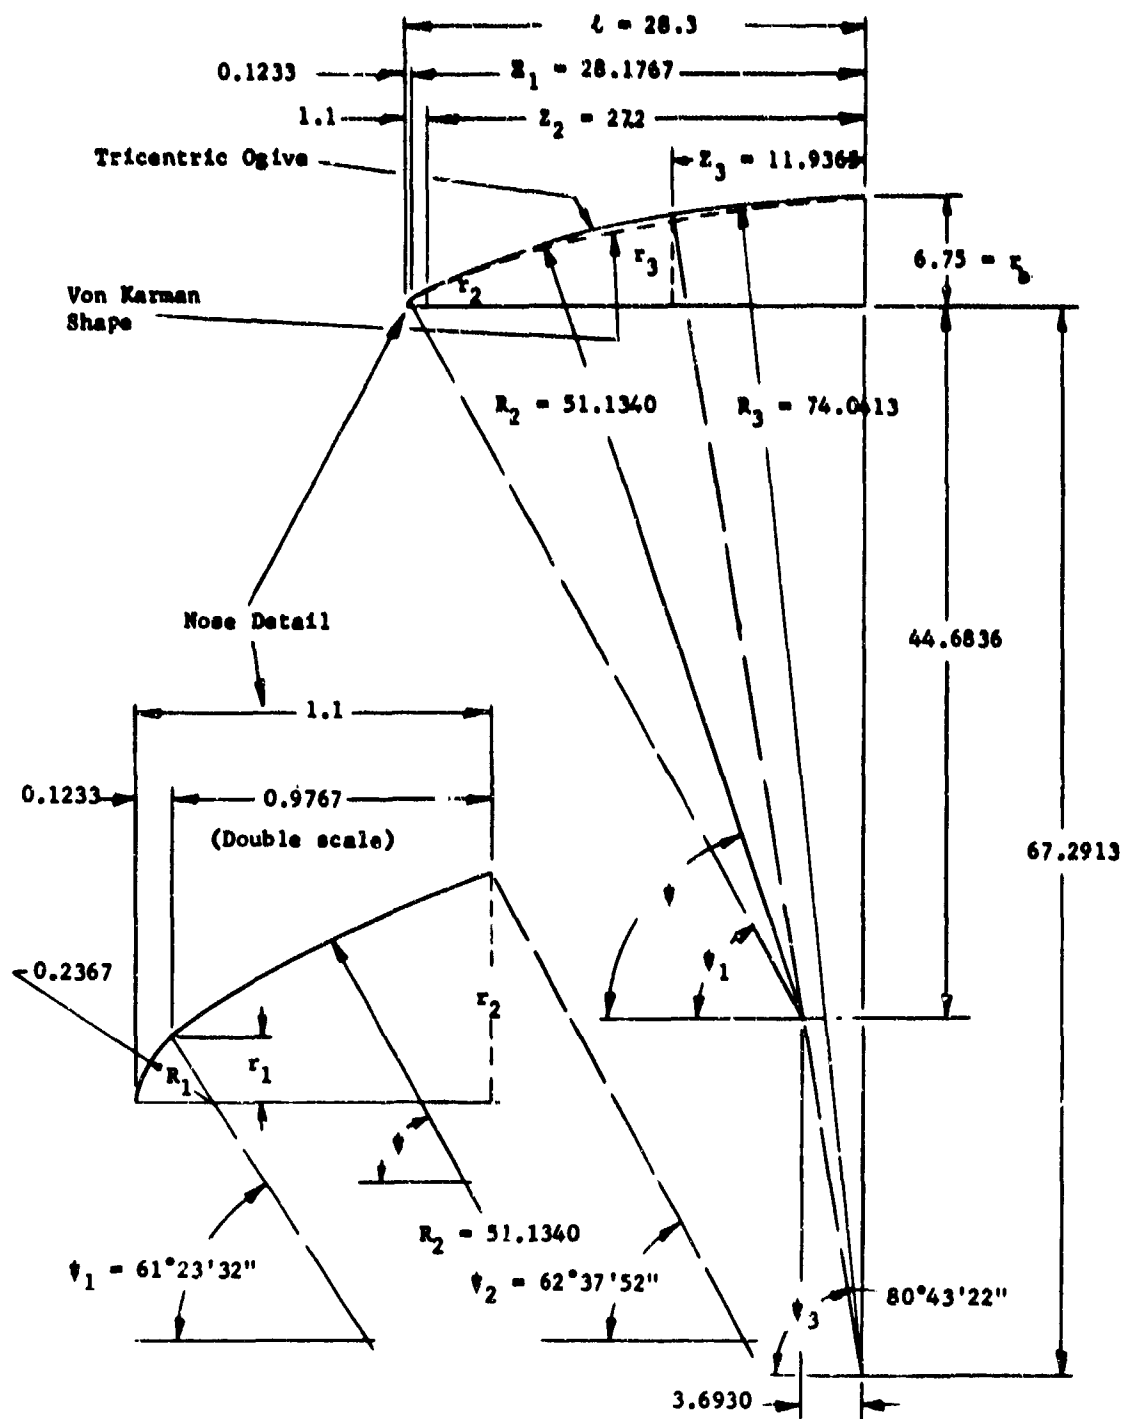 ℓ = 28.3
0.1233
Z₁ = 28.1767
1.1
Z₂ = 27.2
Tricentric Ogive
Z₃ = 11.9368
r₃
6.75 = r_b
r₂
Von Karman
Shape
R₂ = 51.1340
R₃ = 74.0413
Nose Detail
44.6836
1.1
0.1233
0.9767
(Double scale)
67.2913
ψ
ψ₁
0.2367
r₂
R₁
r₁
ψ
R₂ = 51.1340
ψ₁ = 61°23'32"
ψ₂ = 62°37'52"
80°43'22"
ψ₃
3.6930